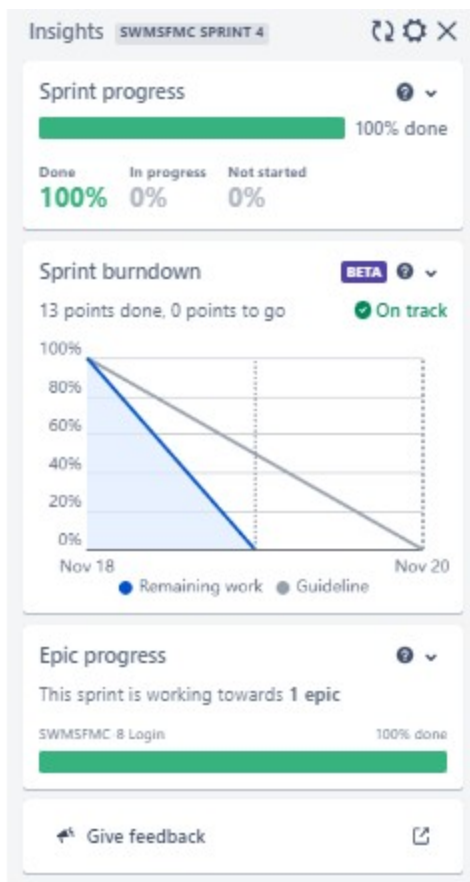 Insights SWMSFMC SPRINT 4
Sprint progress
100% done
Done In progress Not started
100% 0% 0%
Sprint burndown BETA
13 points done, 0 points to go On track
100%
80%
60%
40%
20%
0%
Nov 18 Nov 20
Remaining work Guideline
Epic progress
This sprint is working towards 1 epic
SWMSFMC-8 Login 100% done
Give feedback